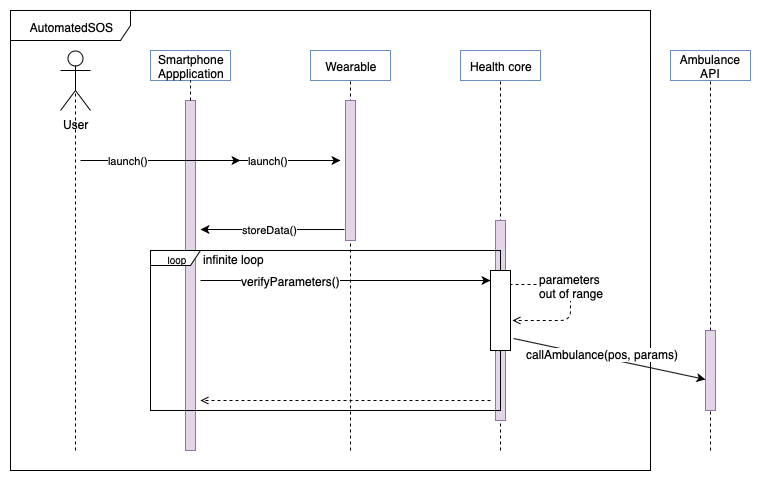 AutomatedSOS
Smartphone
Appplication
Wearable
Health core
Ambulance
API
User
launch()
launch()
storeData()
loop
infinite loop
verifyParameters()
parameters
out of range
callAmbulance(pos, params)